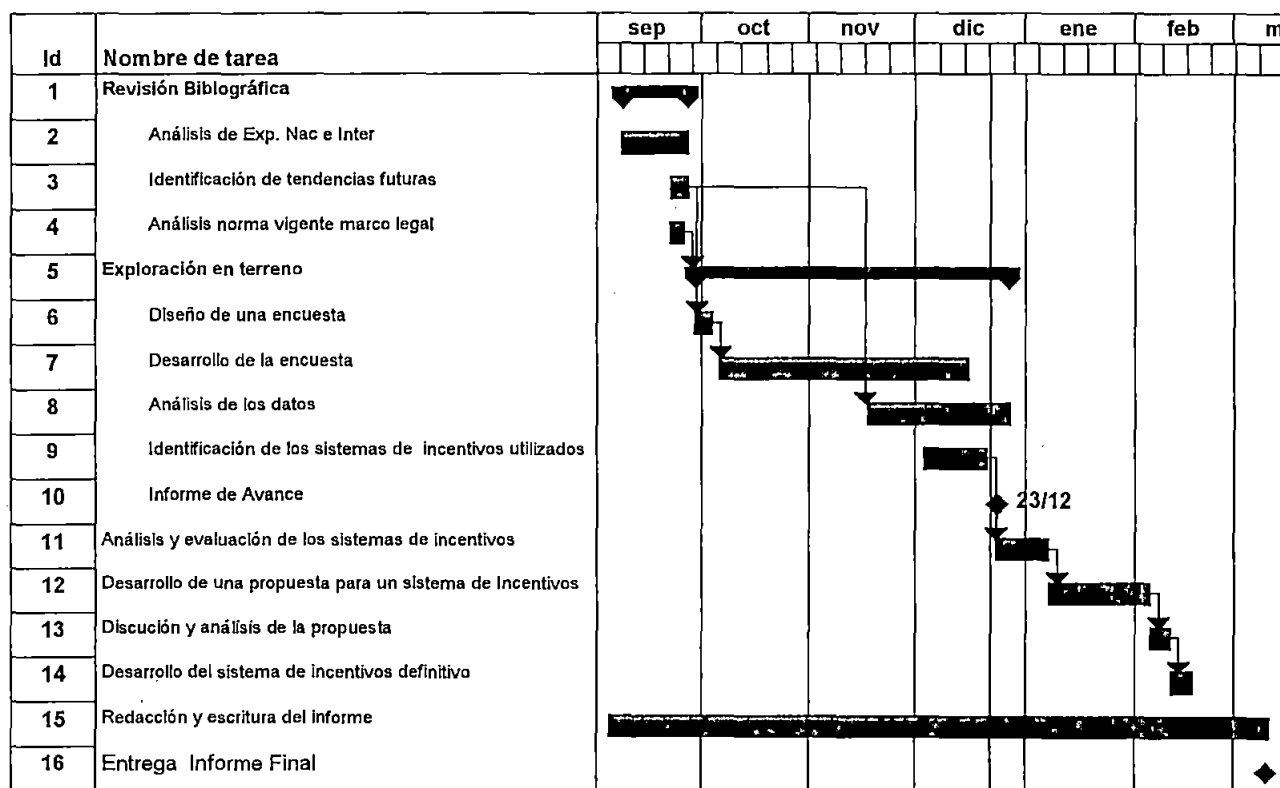 sep oct nov dic ene feb m
Id Nombre de tarea
1 Revisión Biblográfica
2 Análisis de Exp. Nac e Inter
3 Identificación de tendencias futuras
4 Análisis norma vigente marco legal
5 Exploración en terreno
6 Diseño de una encuesta
7 Desarrollo de la encuesta
8 Análisis de los datos
9 Identificación de los sistemas de incentivos utilizados
10 Informe de Avance 23/12
11 Análisis y evaluación de los sistemas de incentivos
12 Desarrollo de una propuesta para un sistema de Incentivos
13 Discución y análisis de la propuesta
14 Desarrollo del sistema de incentivos definitivo
15 Redacción y escritura del informe
16 Entrega Informe Final